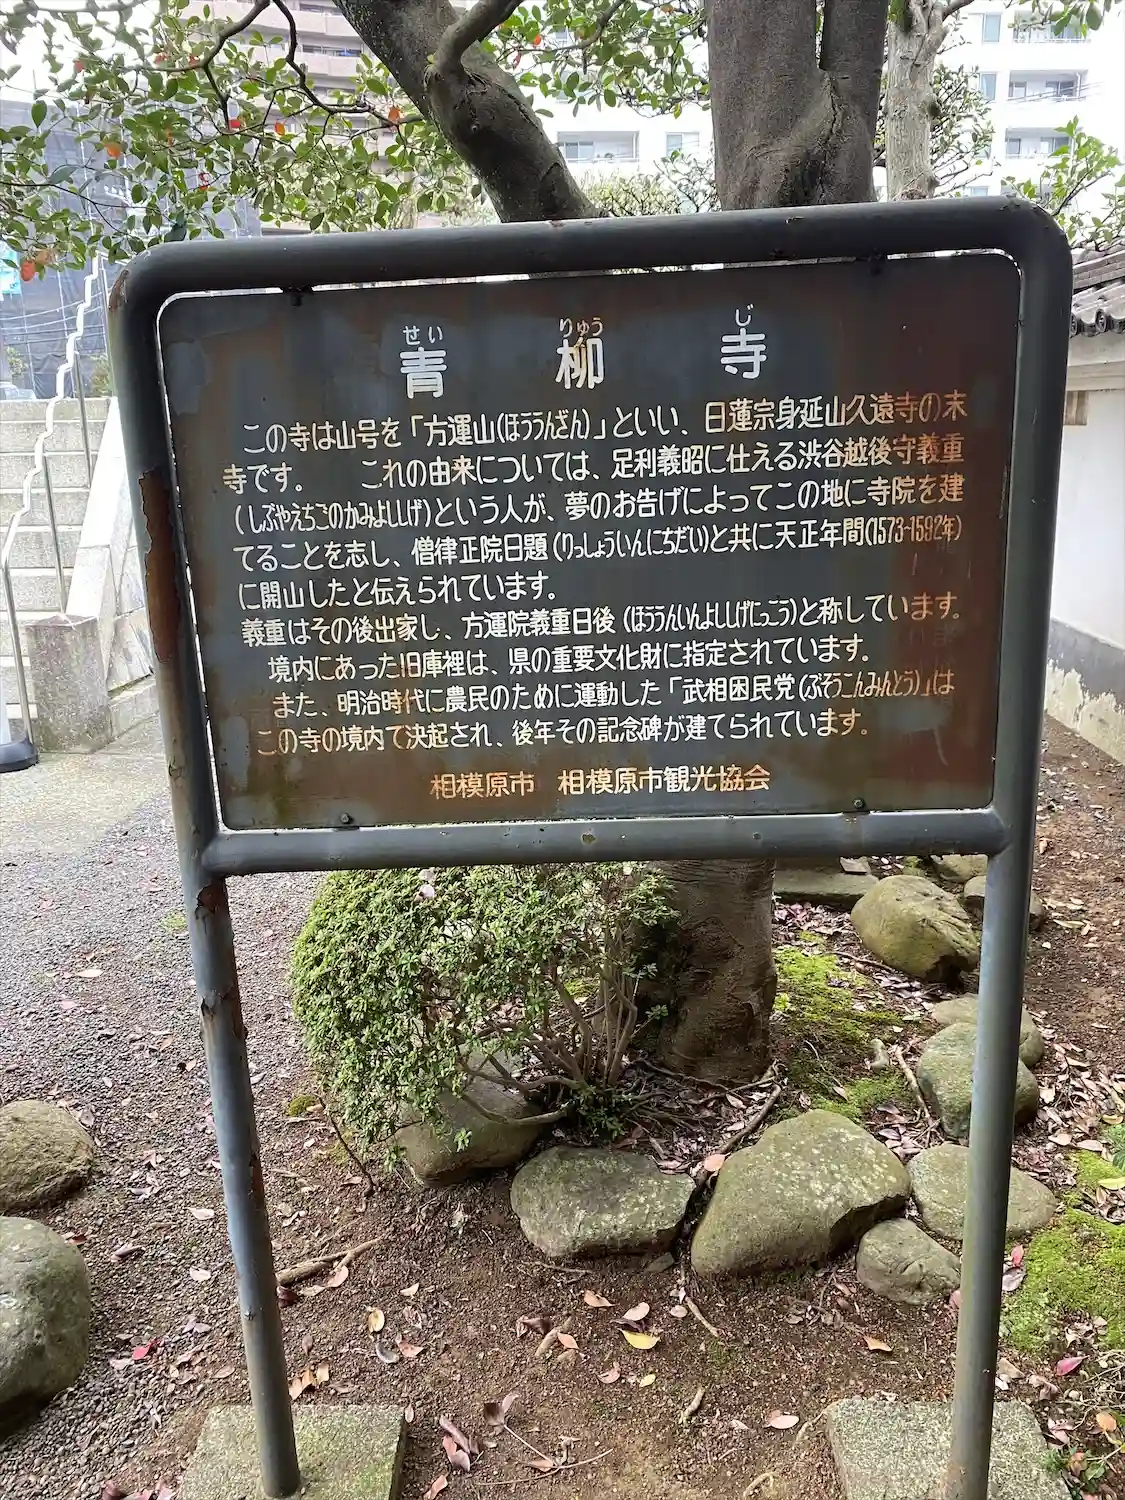 せい りゅう じ
青柳寺
この寺は山号を「方運山(ほううんざん)」といい、日蓮宗身延山久遠寺の末
寺です。　これの由来については、足利義昭に仕える渋谷越後守義重
(しぶやえちごのかみよししげ)という人が、夢のお告げによってこの地に寺院を建
てることを志し、僧律正院日題(りっしょういんにちだい)と共に天正年間(1573-1592年)
に開山したと伝えられています。
義重はその後出家し、方運院義重日後(ほううんいんよししげにっこう)と称しています。
境内にあった旧庫裡は、県の重要文化財に指定されています。
また、明治時代に農民のために運動した「武相困民党(ぶそうこんみんとう)」は
この寺の境内で決起され、後年その記念碑が建てられています。
相模原市　相模原市観光協会